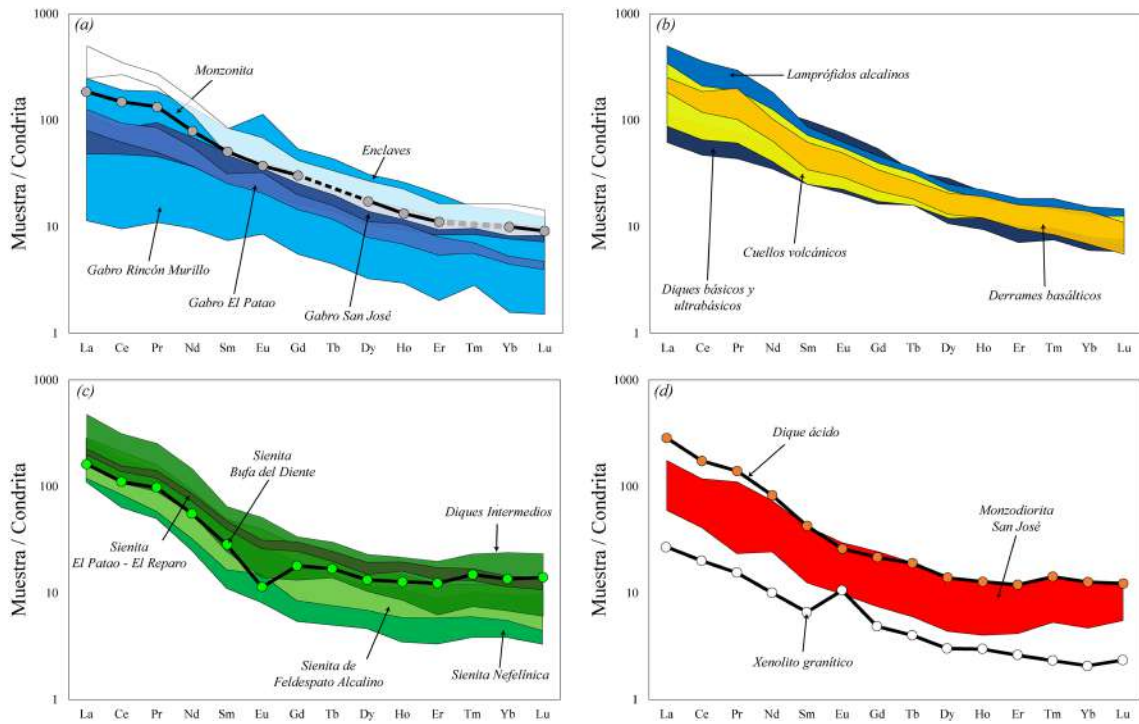 (a)
1000
100
10
1
Muestra / Condrita
Monzonita
Enclaves
Gabro Rincón Murillo
Gabro El Patao
Gabro San José
La Ce Pr Nd Sm Eu Gd Tb Dy Ho Er Tm Yb Lu
(b)
1000
100
10
1
Muestra / Condrita
Lamprófidos alcalinos
Cuellos volcánicos
Diques básicos y
ultrabásicos
Derrames basálticos
La Ce Pr Nd Sm Eu Gd Tb Dy Ho Er Tm Yb Lu
(c)
1000
100
10
1
Muestra / Condrita
Sienita
Bufa del Diente
Diques Intermedios
Sienita
El Patao - El Reparo
Sienita de
Feldespato Alcalino
Sienita Nefelínica
La Ce Pr Nd Sm Eu Gd Tb Dy Ho Er Tm Yb Lu
(d)
1000
100
10
1
Muestra / Condrita
Dique ácido
Monzodiorita
San José
Xenolito granítico
La Ce Pr Nd Sm Eu Gd Tb Dy Ho Er Tm Yb Lu